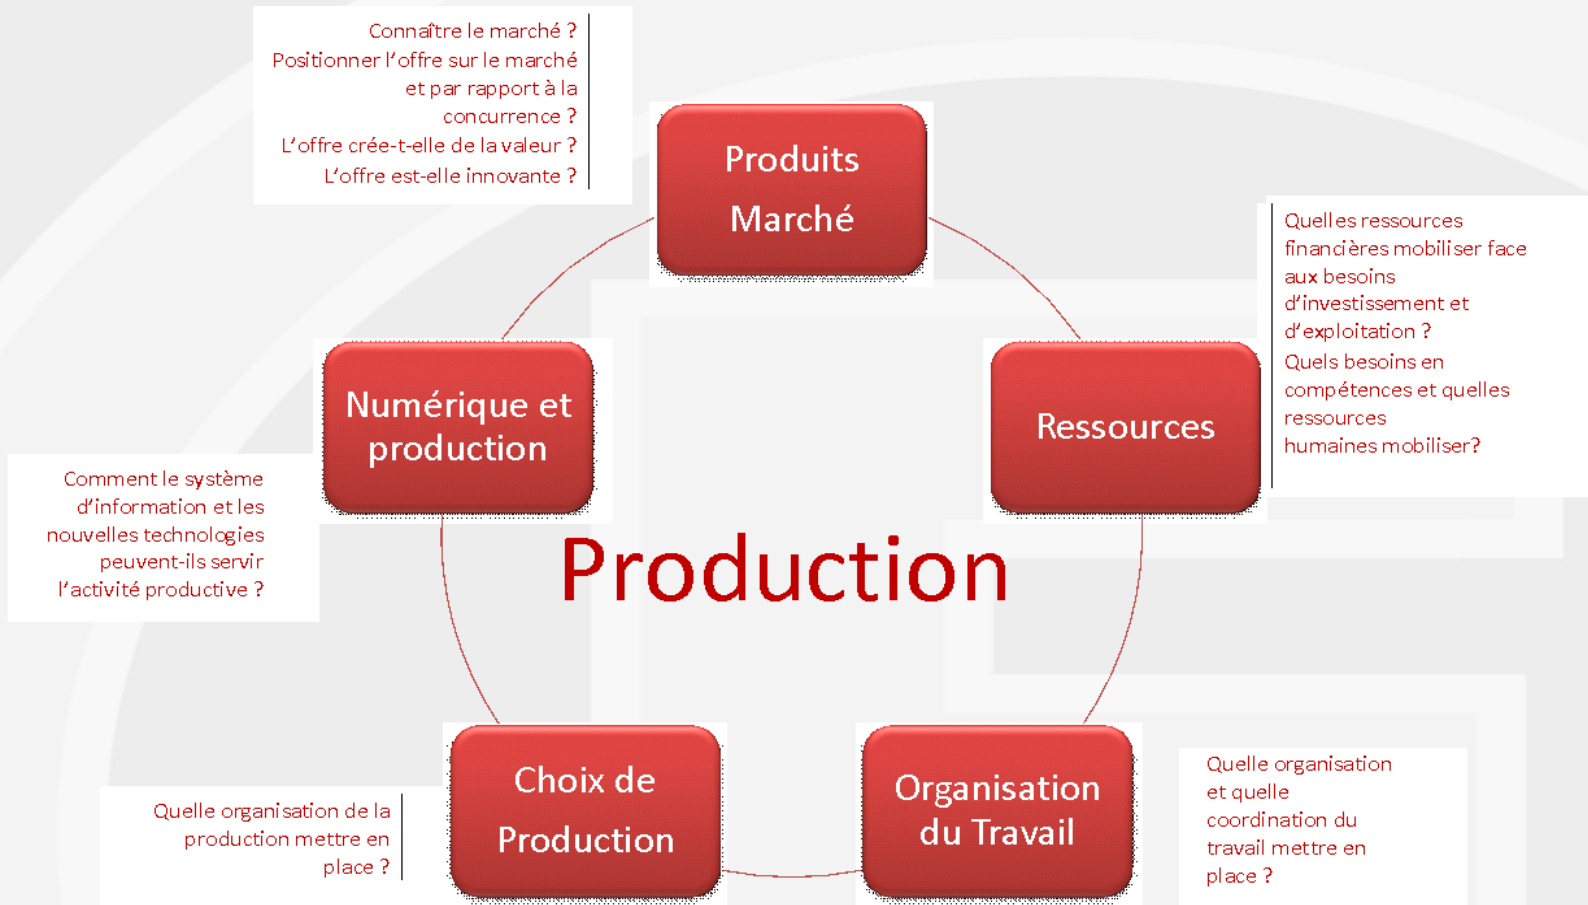 Connaître le marché ?
Positionner l'offre sur le marché
et par rapport à la
concurrence ?
L'offre crée-t-elle de la valeur ?
L'offre est-elle innovante ?
Produits
Marché
Quelles ressources
financières mobiliser face
aux besoins
d'investissement et
d'exploitation ?
Quels besoins en
compétences et quelles
ressources
humaines mobiliser?
Ressources
Numérique et
production
Comment le système
d'information et les
nouvelles technologies
peuvent-ils servir
l'activité productive ?
Production
Choix de
Production
Quelle organisation de la
production mettre en
place ?
Organisation
du Travail
Quelle organisation
et quelle
coordination du
travail mettre en
place ?